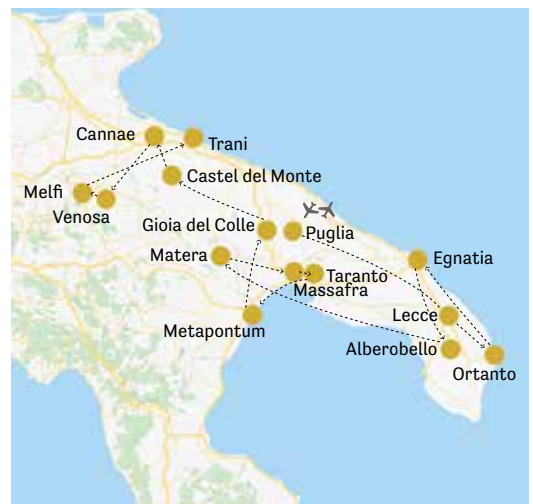 Cannae
Trani
Castel del Monte
Melfi
Venosa
Gioia del Colle
Puglia
Matera
Egnatia
Taranto
Massafra
Lecce
Metapontum
Alberobello
Ortanto